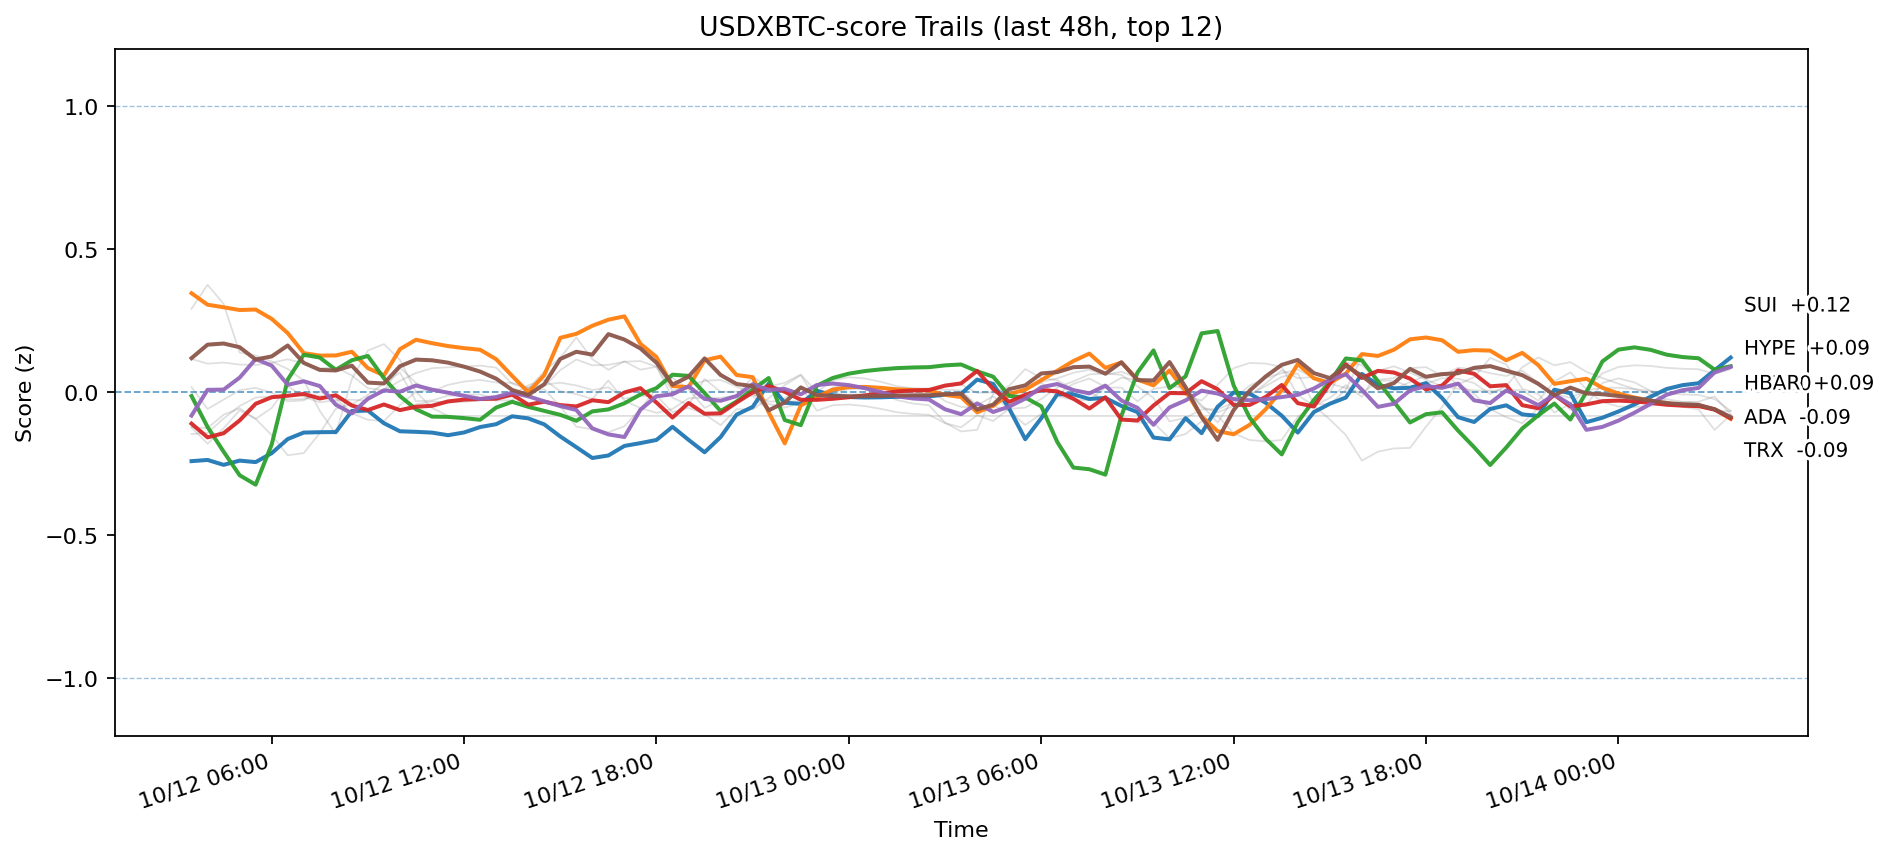 USDXBTC-score Trails (last 48h, top 12)
Score (z)
1.0
0.5
0.0
−0.5
−1.0
SUI +0.12
HYPE +0.09
HBAR0+0.09
ADA -0.09
TRX -0.09
10/12 06:00
10/12 12:00
10/12 18:00
10/13 00:00
10/13 06:00
10/13 12:00
10/13 18:00
10/14 00:00
Time